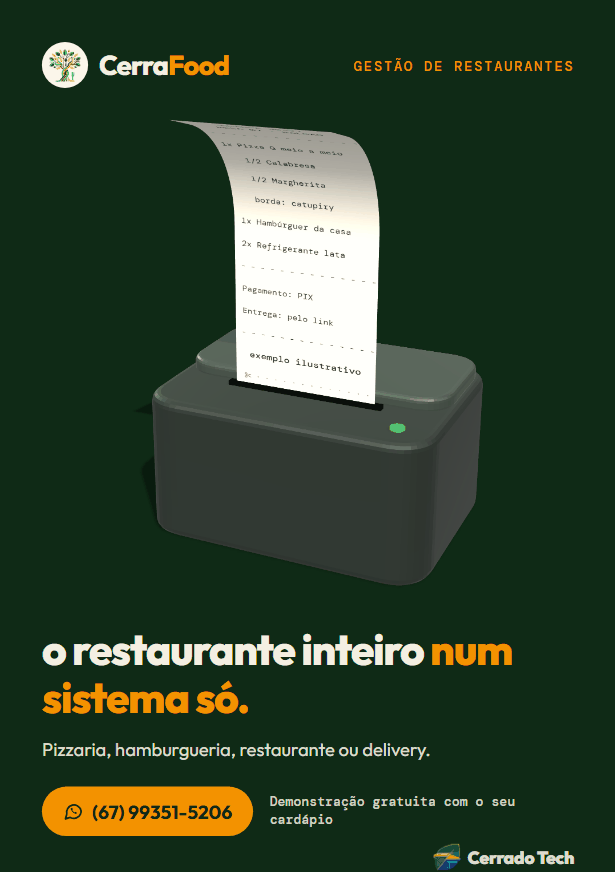 CerraFood
GESTÃO DE RESTAURANTES
1x Pizza G meio a meio
1/2 Calabresa
1/2 Margherita
borda: catupiry
1x Hambúrguer da casa
2x Refrigerante lata
- - - - - - - - - - - - -
Pagamento: PIX
Entrega: pelo link
- - - - - - - - - - - - -
exemplo ilustrativo
o restaurante inteiro num
sistema só.
Pizzaria, hamburgueria, restaurante ou delivery.
(67) 99351-5206
Demonstração gratuita com o seu
cardápio
Cerrado Tech